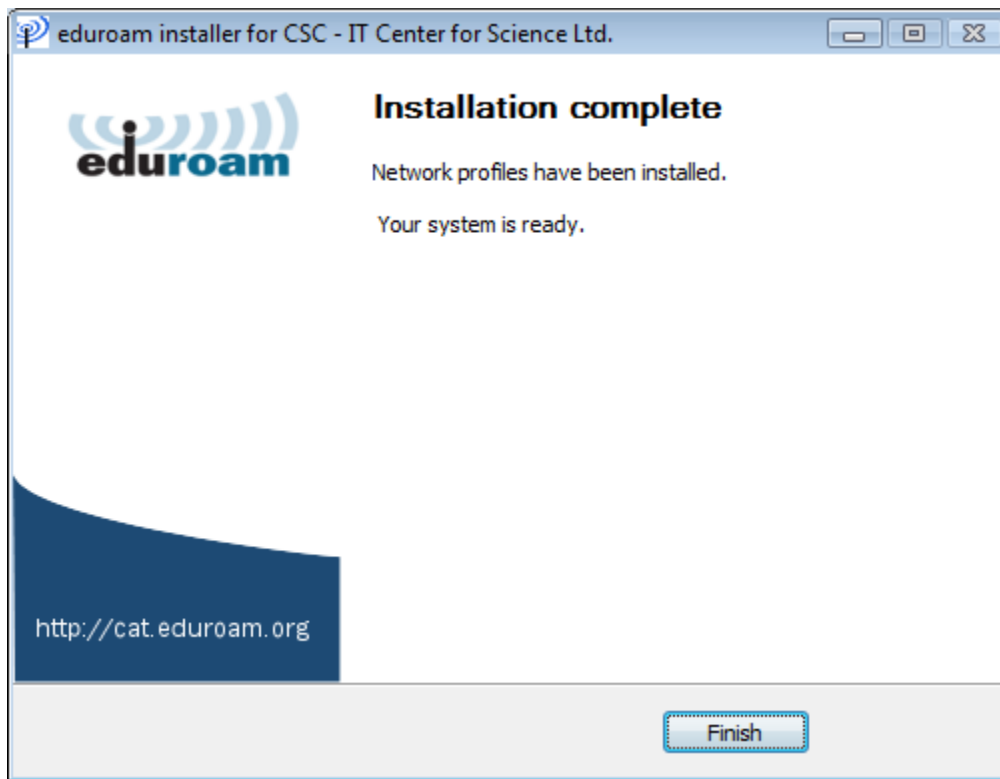 eduroam installer for CSC - IT Center for Science Ltd.
eduroam
Installation complete
Network profiles have been installed.
Your system is ready.
http://cat.eduroam.org
Finish